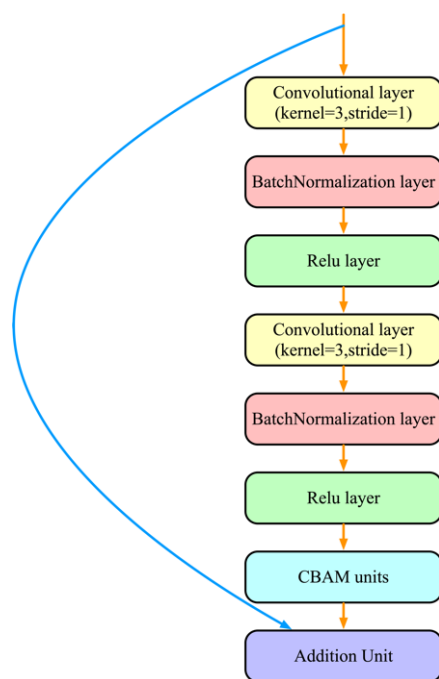 Convolutional layer
(kernel=3,stride=1)
BatchNormalization layer
Relu layer
Convolutional layer
(kernel=3,stride=1)
BatchNormalization layer
Relu layer
CBAM units
Addition Unit